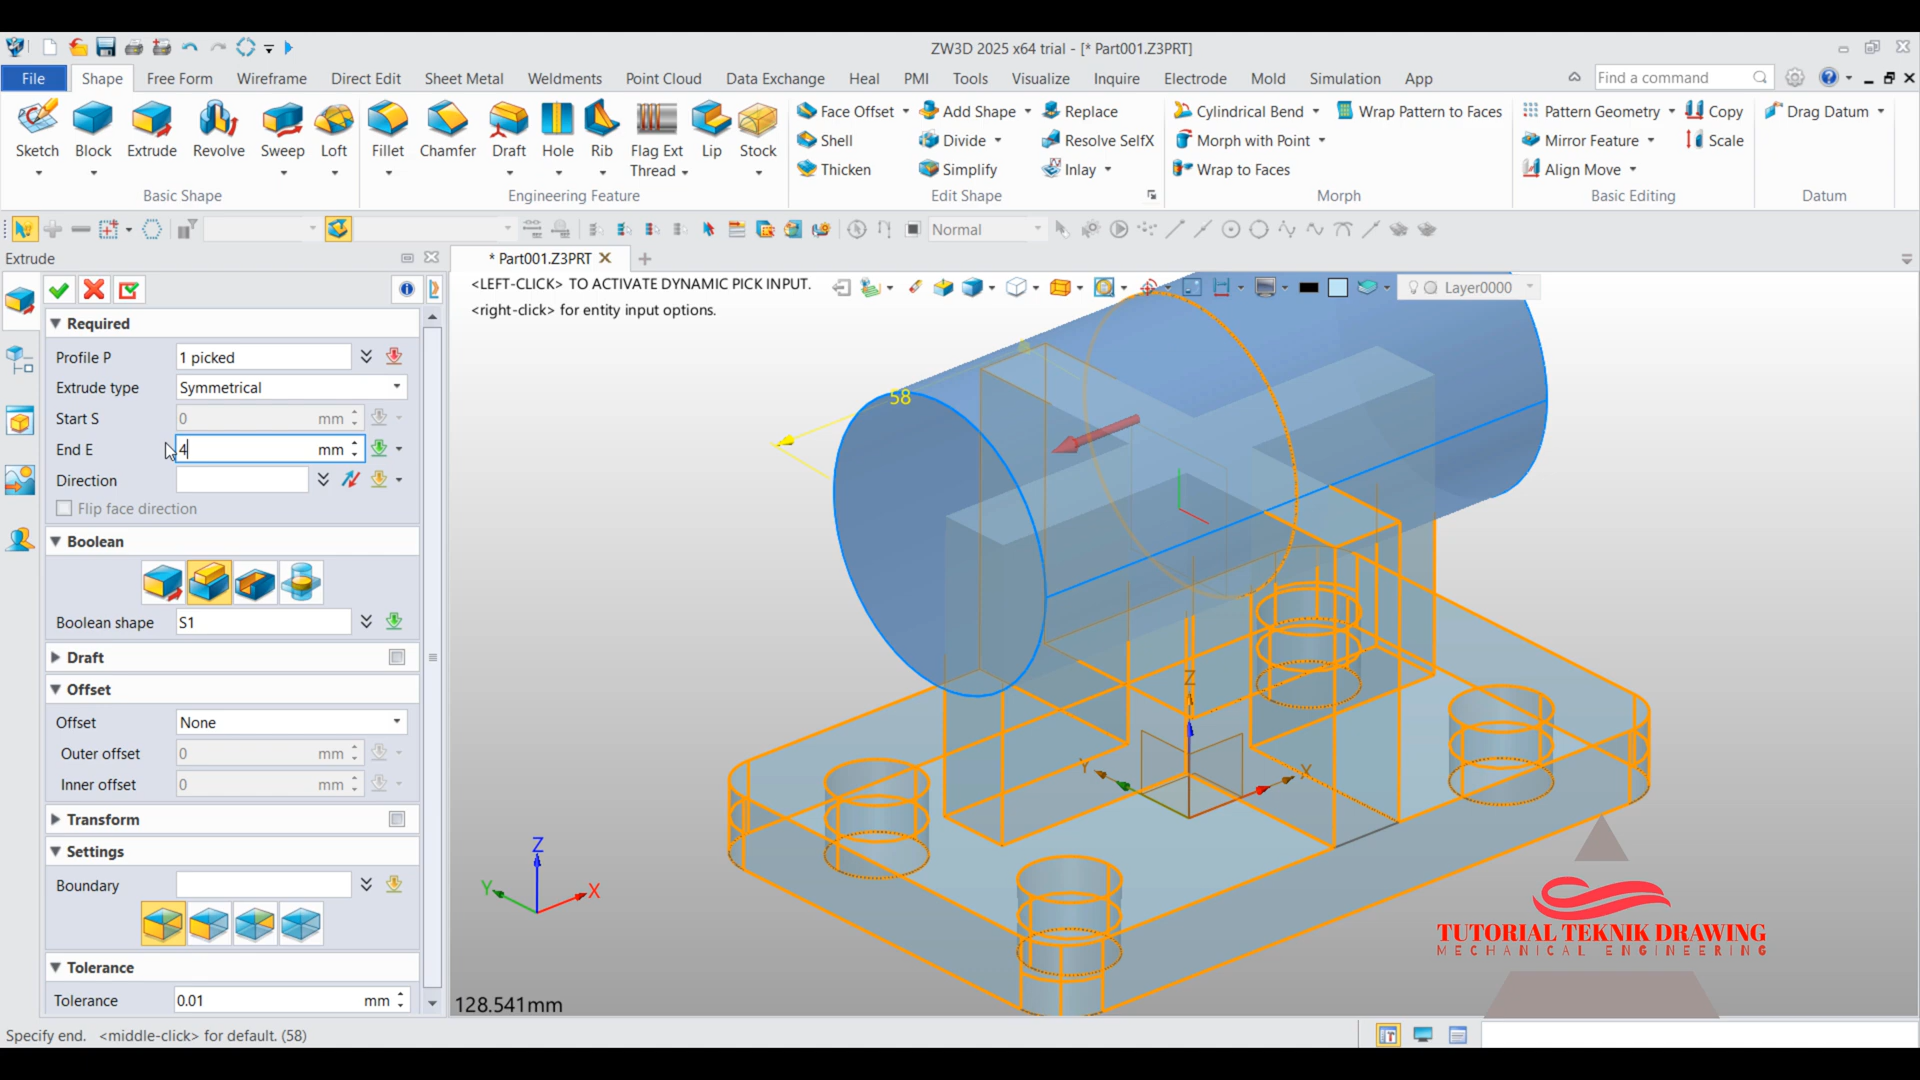 ZW3D 2025 x64 trial - [* Part001.Z3PRT]
File Shape Free Form Wireframe Direct Edit Sheet Metal Weldments Point Cloud Data Exchange Heal PMI Tools Visualize Inquire Electrode Mold Simulation App Find a command
Sketch Block Extrude Revolve Sweep Loft
Basic Shape
Fillet Chamfer Draft Hole Rib Flag Ext Thread Lip Stock
Engineering Feature
Face Offset Add Shape Replace
Shell Divide Resolve SelfX
Thicken Simplify Inlay
Edit Shape
Cylindrical Bend Wrap Pattern to Faces
Morph with Point
Wrap to Faces
Morph
Pattern Geometry Copy
Mirror Feature Scale
Align Move
Basic Editing
Drag Datum
Datum
Normal
Extrude
* Part001.Z3PRT
<LEFT-CLICK> TO ACTIVATE DYNAMIC PICK INPUT.
<right-click> for entity input options.
Layer0000
Required
Profile P 1 picked
Extrude type Symmetrical
Start S 0 mm
End E 4 mm
Direction
Flip face direction
Boolean
Boolean shape S1
Draft
Offset
Offset None
Outer offset 0 mm
Inner offset 0 mm
Transform
Settings
Boundary
Tolerance
Tolerance 0.01 mm
58
Z
Y
X
Z
Y
X
128.541mm
TUTORIAL TEKNIK DRAWING
MECHANICAL ENGINEERING
Specify end. <middle-click> for default. (58)